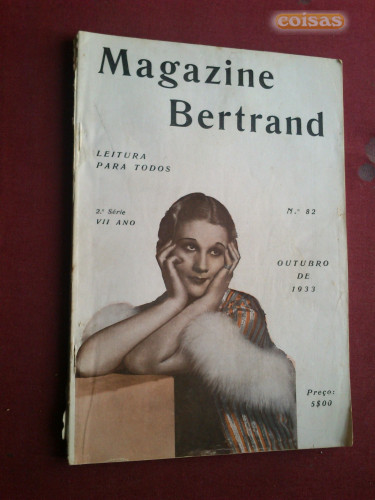 coisas
Magazine
Bertrand
LEITURA
PARA TODOS
2.ª Série
VII ANO
N.º 82
OUTUBRO
DE
1933
Preço:
5$00